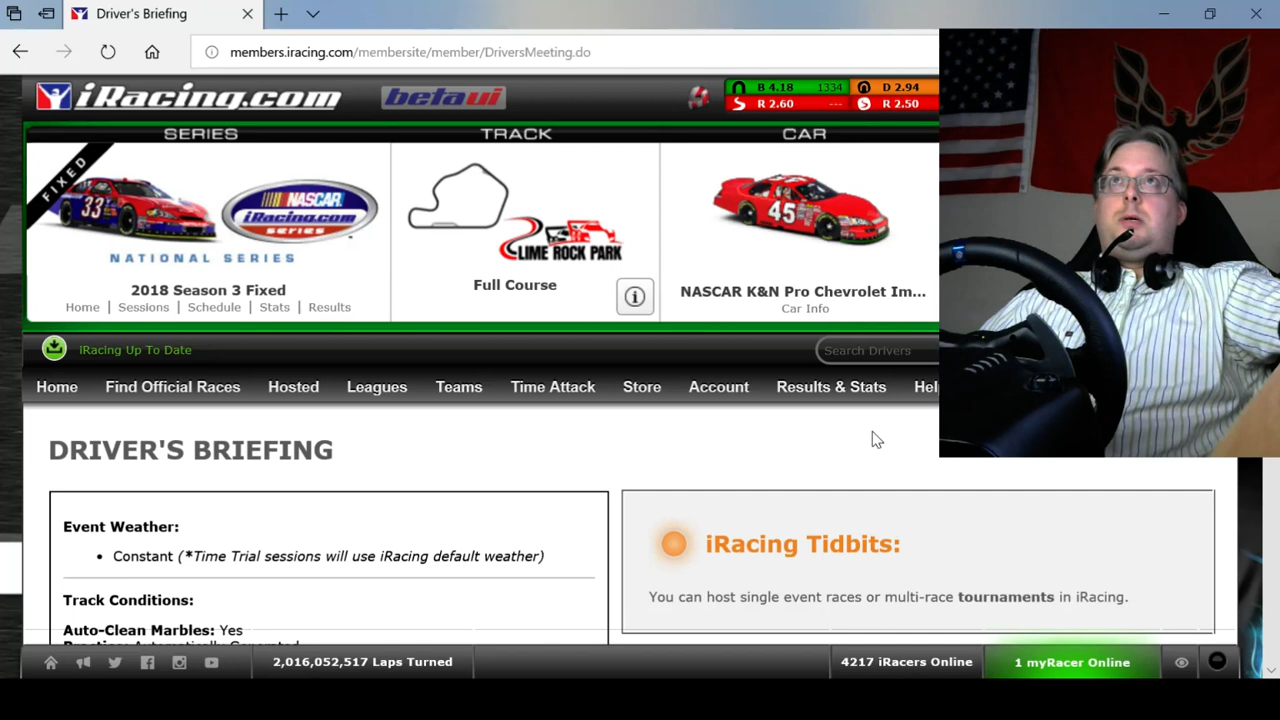 Driver's Briefing
members.iracing.com/membersite/member/DriversMeeting.do
iRacing.com
betaui
B 4.18 1334
D 2.94
R 2.60 ---
R 2.50
SERIES
TRACK
CAR
FIXED
33
NASCAR
iRacing.com
series
NATIONAL SERIES
2018 Season 3 Fixed
Home | Sessions | Schedule | Stats | Results
LIME ROCK PARK
Full Course
45
NASCAR K&N Pro Chevrolet Im...
Car Info
iRacing Up To Date
Search Drivers
Home
Find Official Races
Hosted
Leagues
Teams
Time Attack
Store
Account
Results & Stats
Hel
DRIVER'S BRIEFING
Event Weather:
• Constant (*Time Trial sessions will use iRacing default weather)
Track Conditions:
Auto-Clean Marbles: Yes
iRacing Tidbits:
You can host single event races or multi-race tournaments in iRacing.
2,016,052,517 Laps Turned
4217 iRacers Online
1 myRacer Online